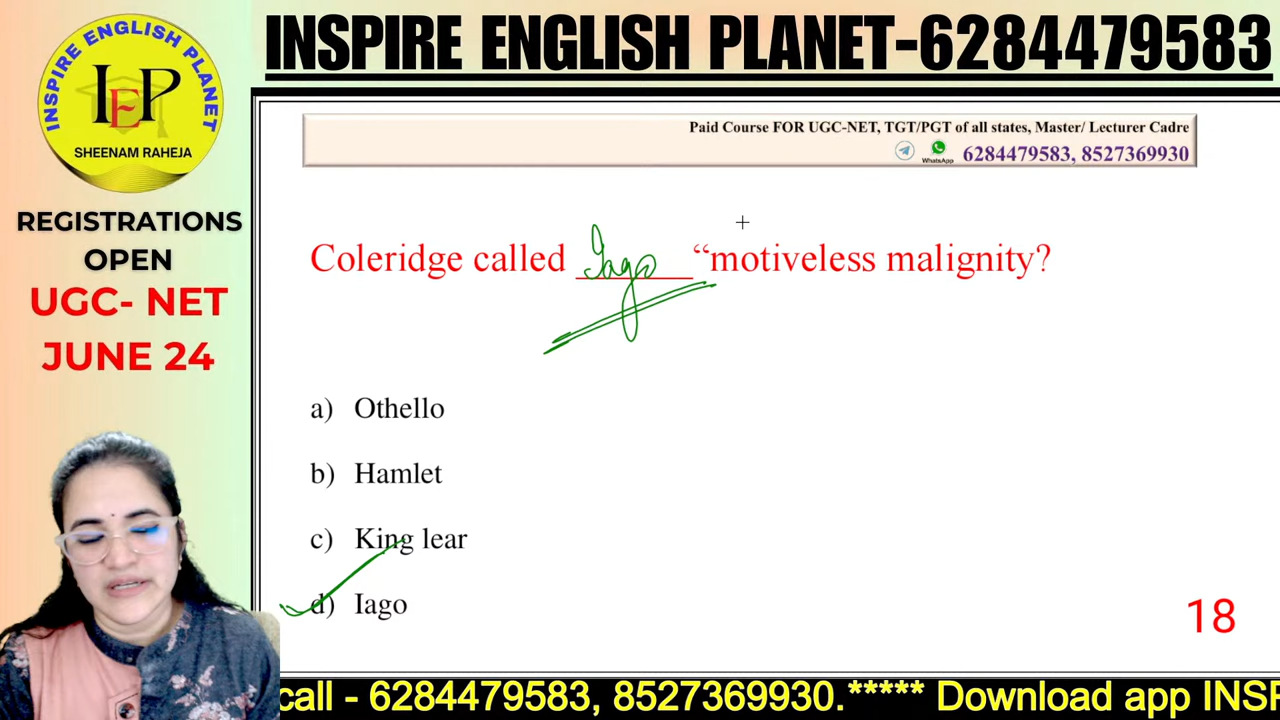 INSPIRE ENGLISH PLANET
IEP
SHEENAM RAHEJA
REGISTRATIONS
OPEN
UGC- NET
JUNE 24
INSPIRE ENGLISH PLANET-6284479583
Paid Course FOR UGC-NET, TGT/PGT of all states, Master/ Lecturer Cadre
WhatsApp 6284479583, 8527369930
Coleridge called Iago “motiveless malignity?
a) Othello
b) Hamlet
c) King lear
d) Iago
18
call - 6284479583, 8527369930.***** Download app INSP